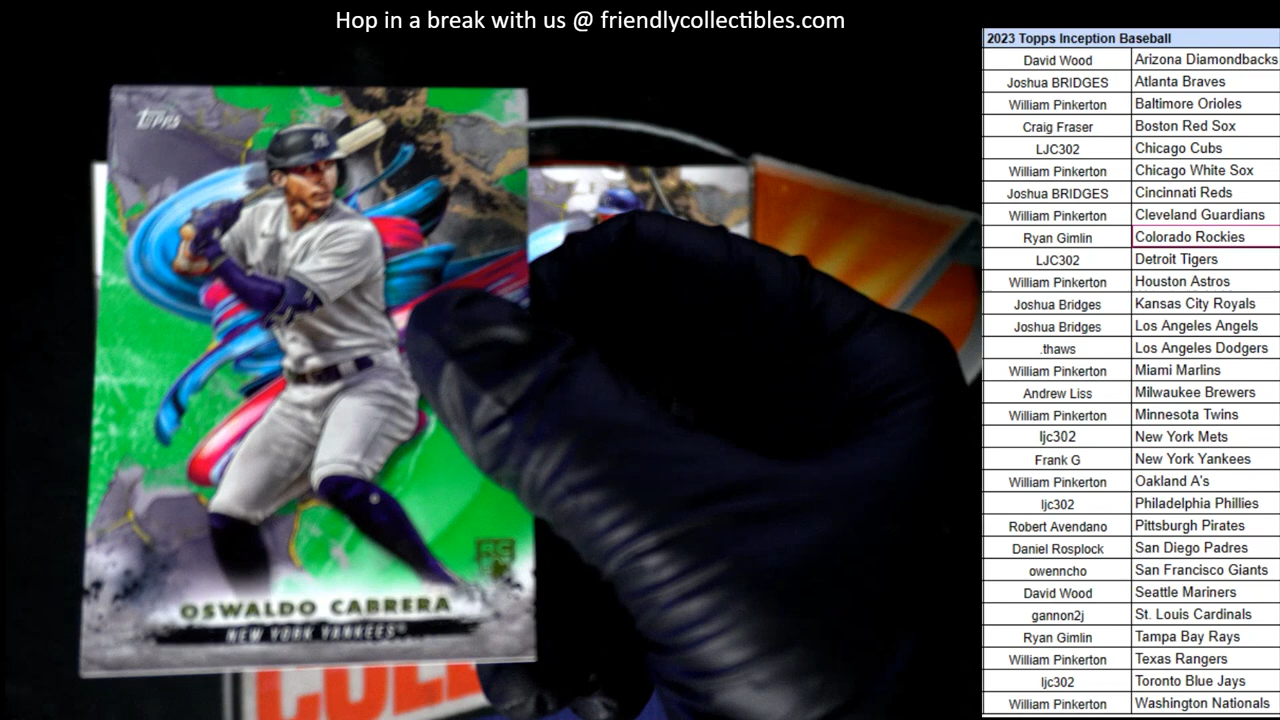 Hop in a break with us @ friendlycollectibles.com
2023 Topps Inception Baseball
David Wood Arizona Diamondbacks
Joshua BRIDGES Atlanta Braves
William Pinkerton Baltimore Orioles
Craig Fraser Boston Red Sox
LJC302 Chicago Cubs
William Pinkerton Chicago White Sox
Joshua BRIDGES Cincinnati Reds
William Pinkerton Cleveland Guardians
Ryan Gimlin Colorado Rockies
LJC302 Detroit Tigers
William Pinkerton Houston Astros
Joshua Bridges Kansas City Royals
Joshua Bridges Los Angeles Angels
.thaws Los Angeles Dodgers
William Pinkerton Miami Marlins
Andrew Liss Milwaukee Brewers
William Pinkerton Minnesota Twins
ljc302 New York Mets
Frank G New York Yankees
William Pinkerton Oakland A's
ljc302 Philadelphia Phillies
Robert Avendano Pittsburgh Pirates
Daniel Rosplock San Diego Padres
owenncho San Francisco Giants
David Wood Seattle Mariners
gannon2j St. Louis Cardinals
Ryan Gimlin Tampa Bay Rays
William Pinkerton Texas Rangers
ljc302 Toronto Blue Jays
William Pinkerton Washington Nationals
TOPPS
RC
OSWALDO CABRERA
NEW YORK YANKEES